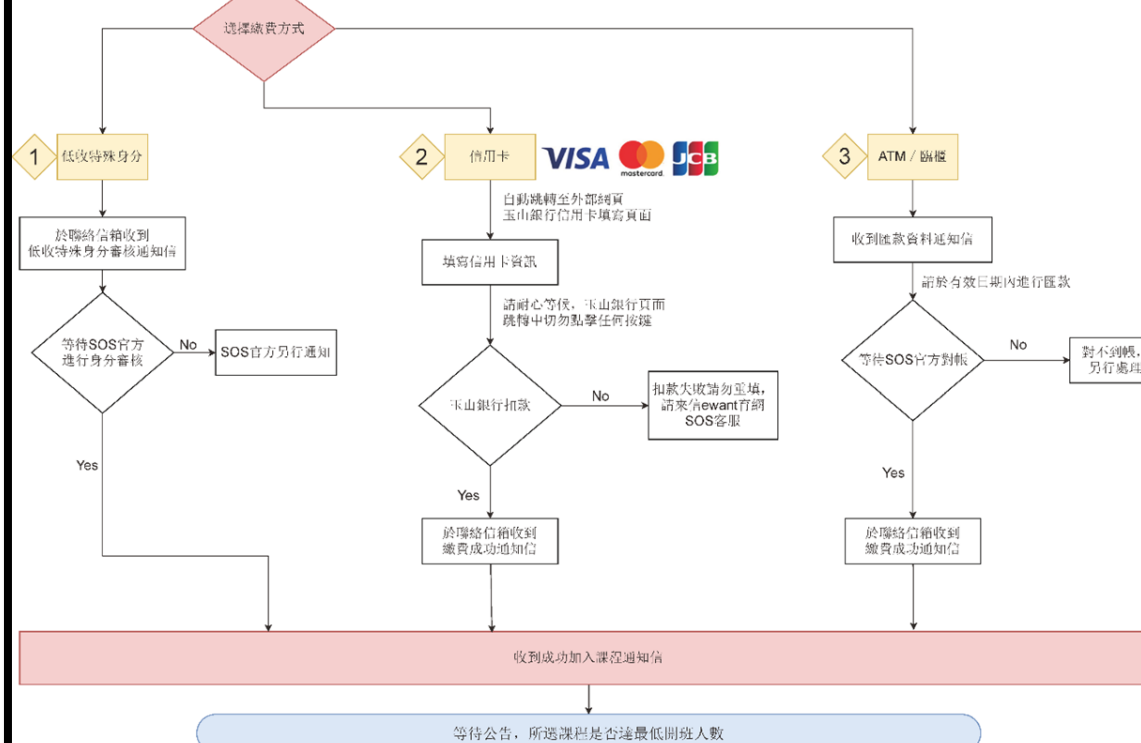 選擇繳費方式
1
低收特殊身分
2
信用卡
VISA
mastercard
JCB
3
ATM / 臨櫃
自動跳轉至外部網頁
玉山銀行信用卡填寫頁面
於聯絡信箱收到
低收特殊身分審核通知信
收到匯款資料通知信
填寫信用卡資訊
請於有效日期內進行匯款
請耐心等候，玉山銀行頁面
跳轉中切勿點擊任何按鍵
等待SOS官方
進行身分審核
No
SOS官方另行通知
等待SOS官方對帳
No
對不到帳，
另行處理
玉山銀行扣款
No
扣款失敗請勿重填，
請來信ewant育網
SOS客服
Yes
Yes
Yes
於聯絡信箱收到
繳費成功通知信
於聯絡信箱收到
繳費成功通知信
收到成功加入課程通知信
等待公告，所選課程是否達最低開班人數